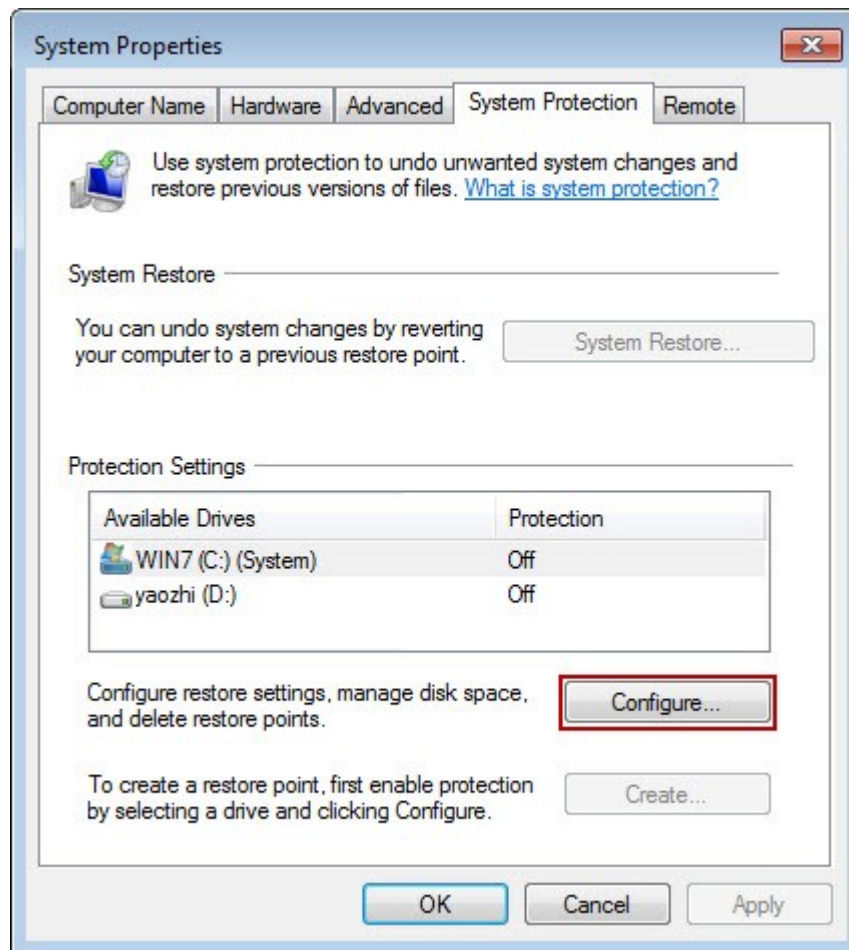 System Properties
Computer Name
Hardware
Advanced
System Protection
Remote
Use system protection to undo unwanted system changes and
restore previous versions of files. What is system protection?
System Restore
You can undo system changes by reverting
your computer to a previous restore point.
System Restore...
Protection Settings
Available Drives
Protection
WIN7 (C:) (System)
Off
yaozhi (D:)
Off
Configure restore settings, manage disk space,
and delete restore points.
Configure...
To create a restore point, first enable protection
by selecting a drive and clicking Configure.
Create...
OK
Cancel
Apply